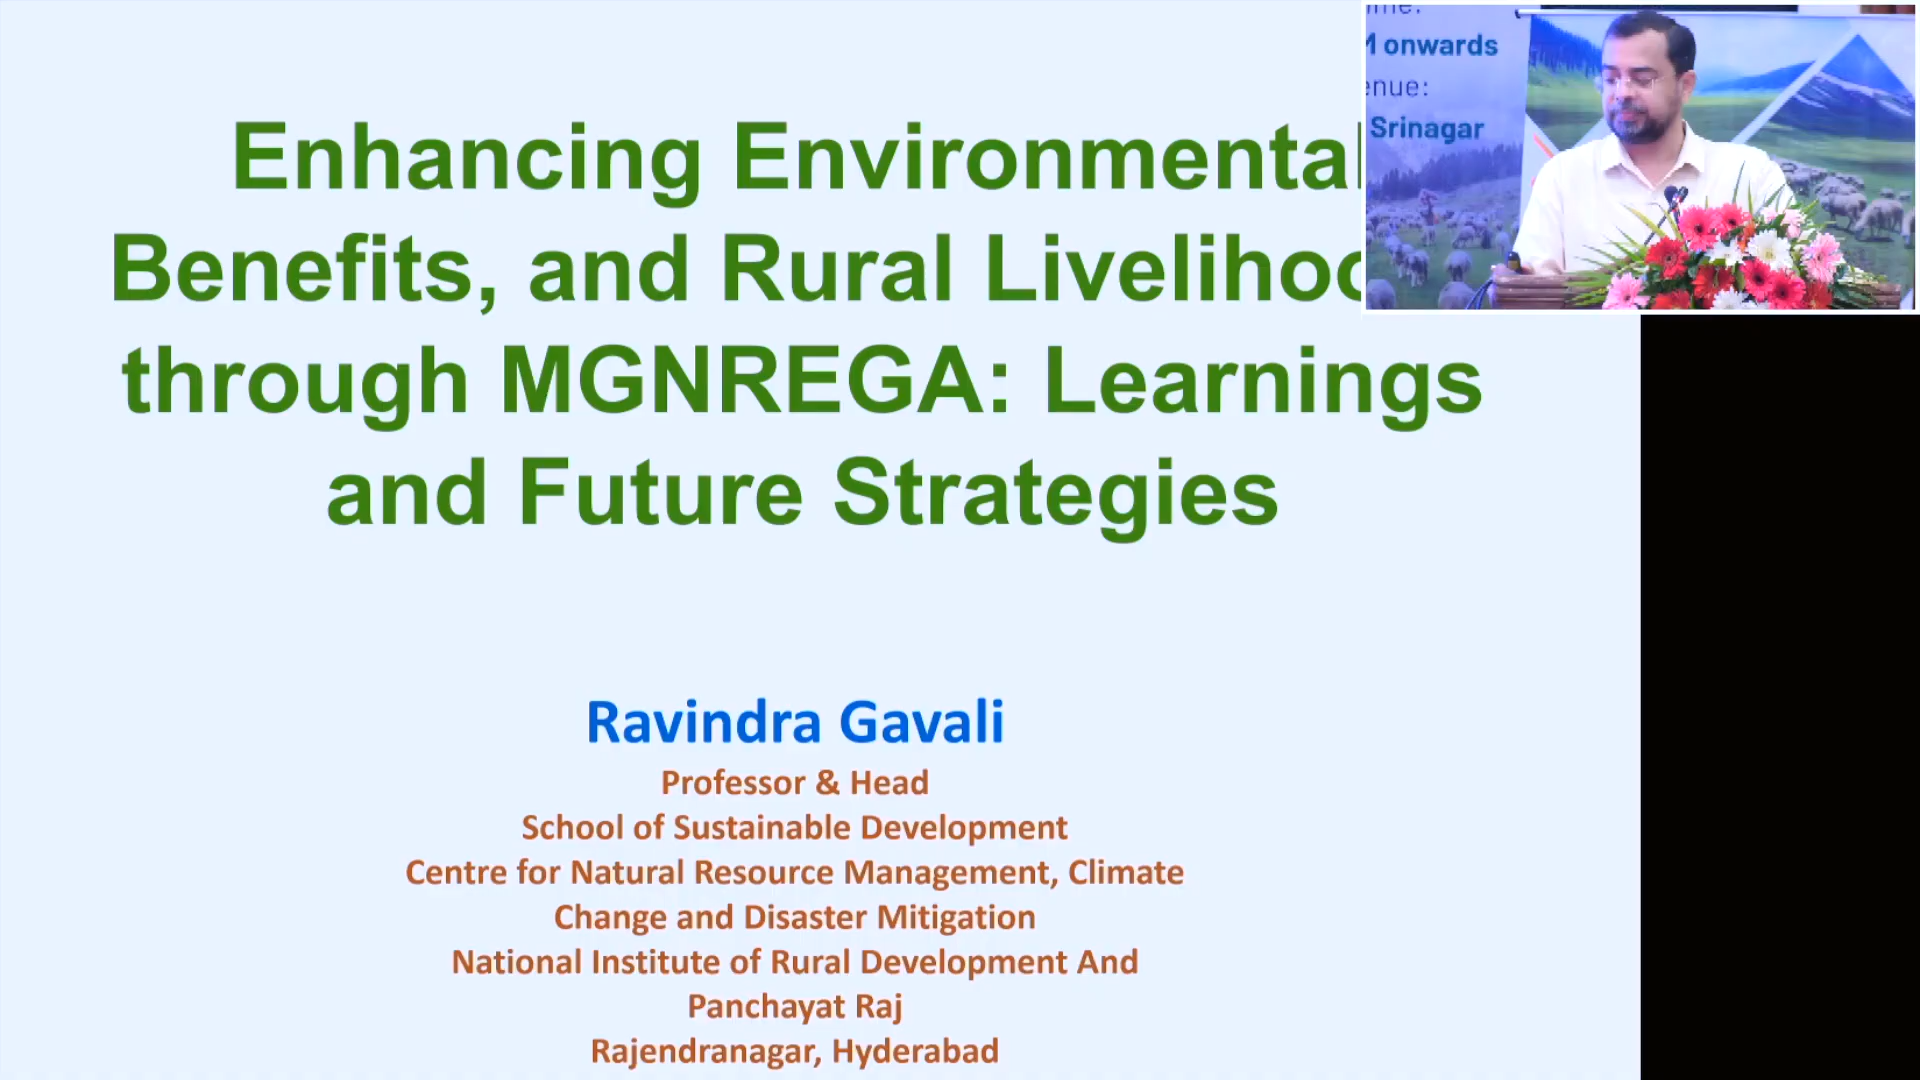 Enhancing Environmental
Benefits, and Rural Liveliho
through MGNREGA: Learnings
and Future Strategies
Ravindra Gavali
Professor & Head
School of Sustainable Development
Centre for Natural Resource Management, Climate
Change and Disaster Mitigation
National Institute of Rural Development And
Panchayat Raj
Rajendranagar, Hyderabad
onwards
enue:
Srinagar